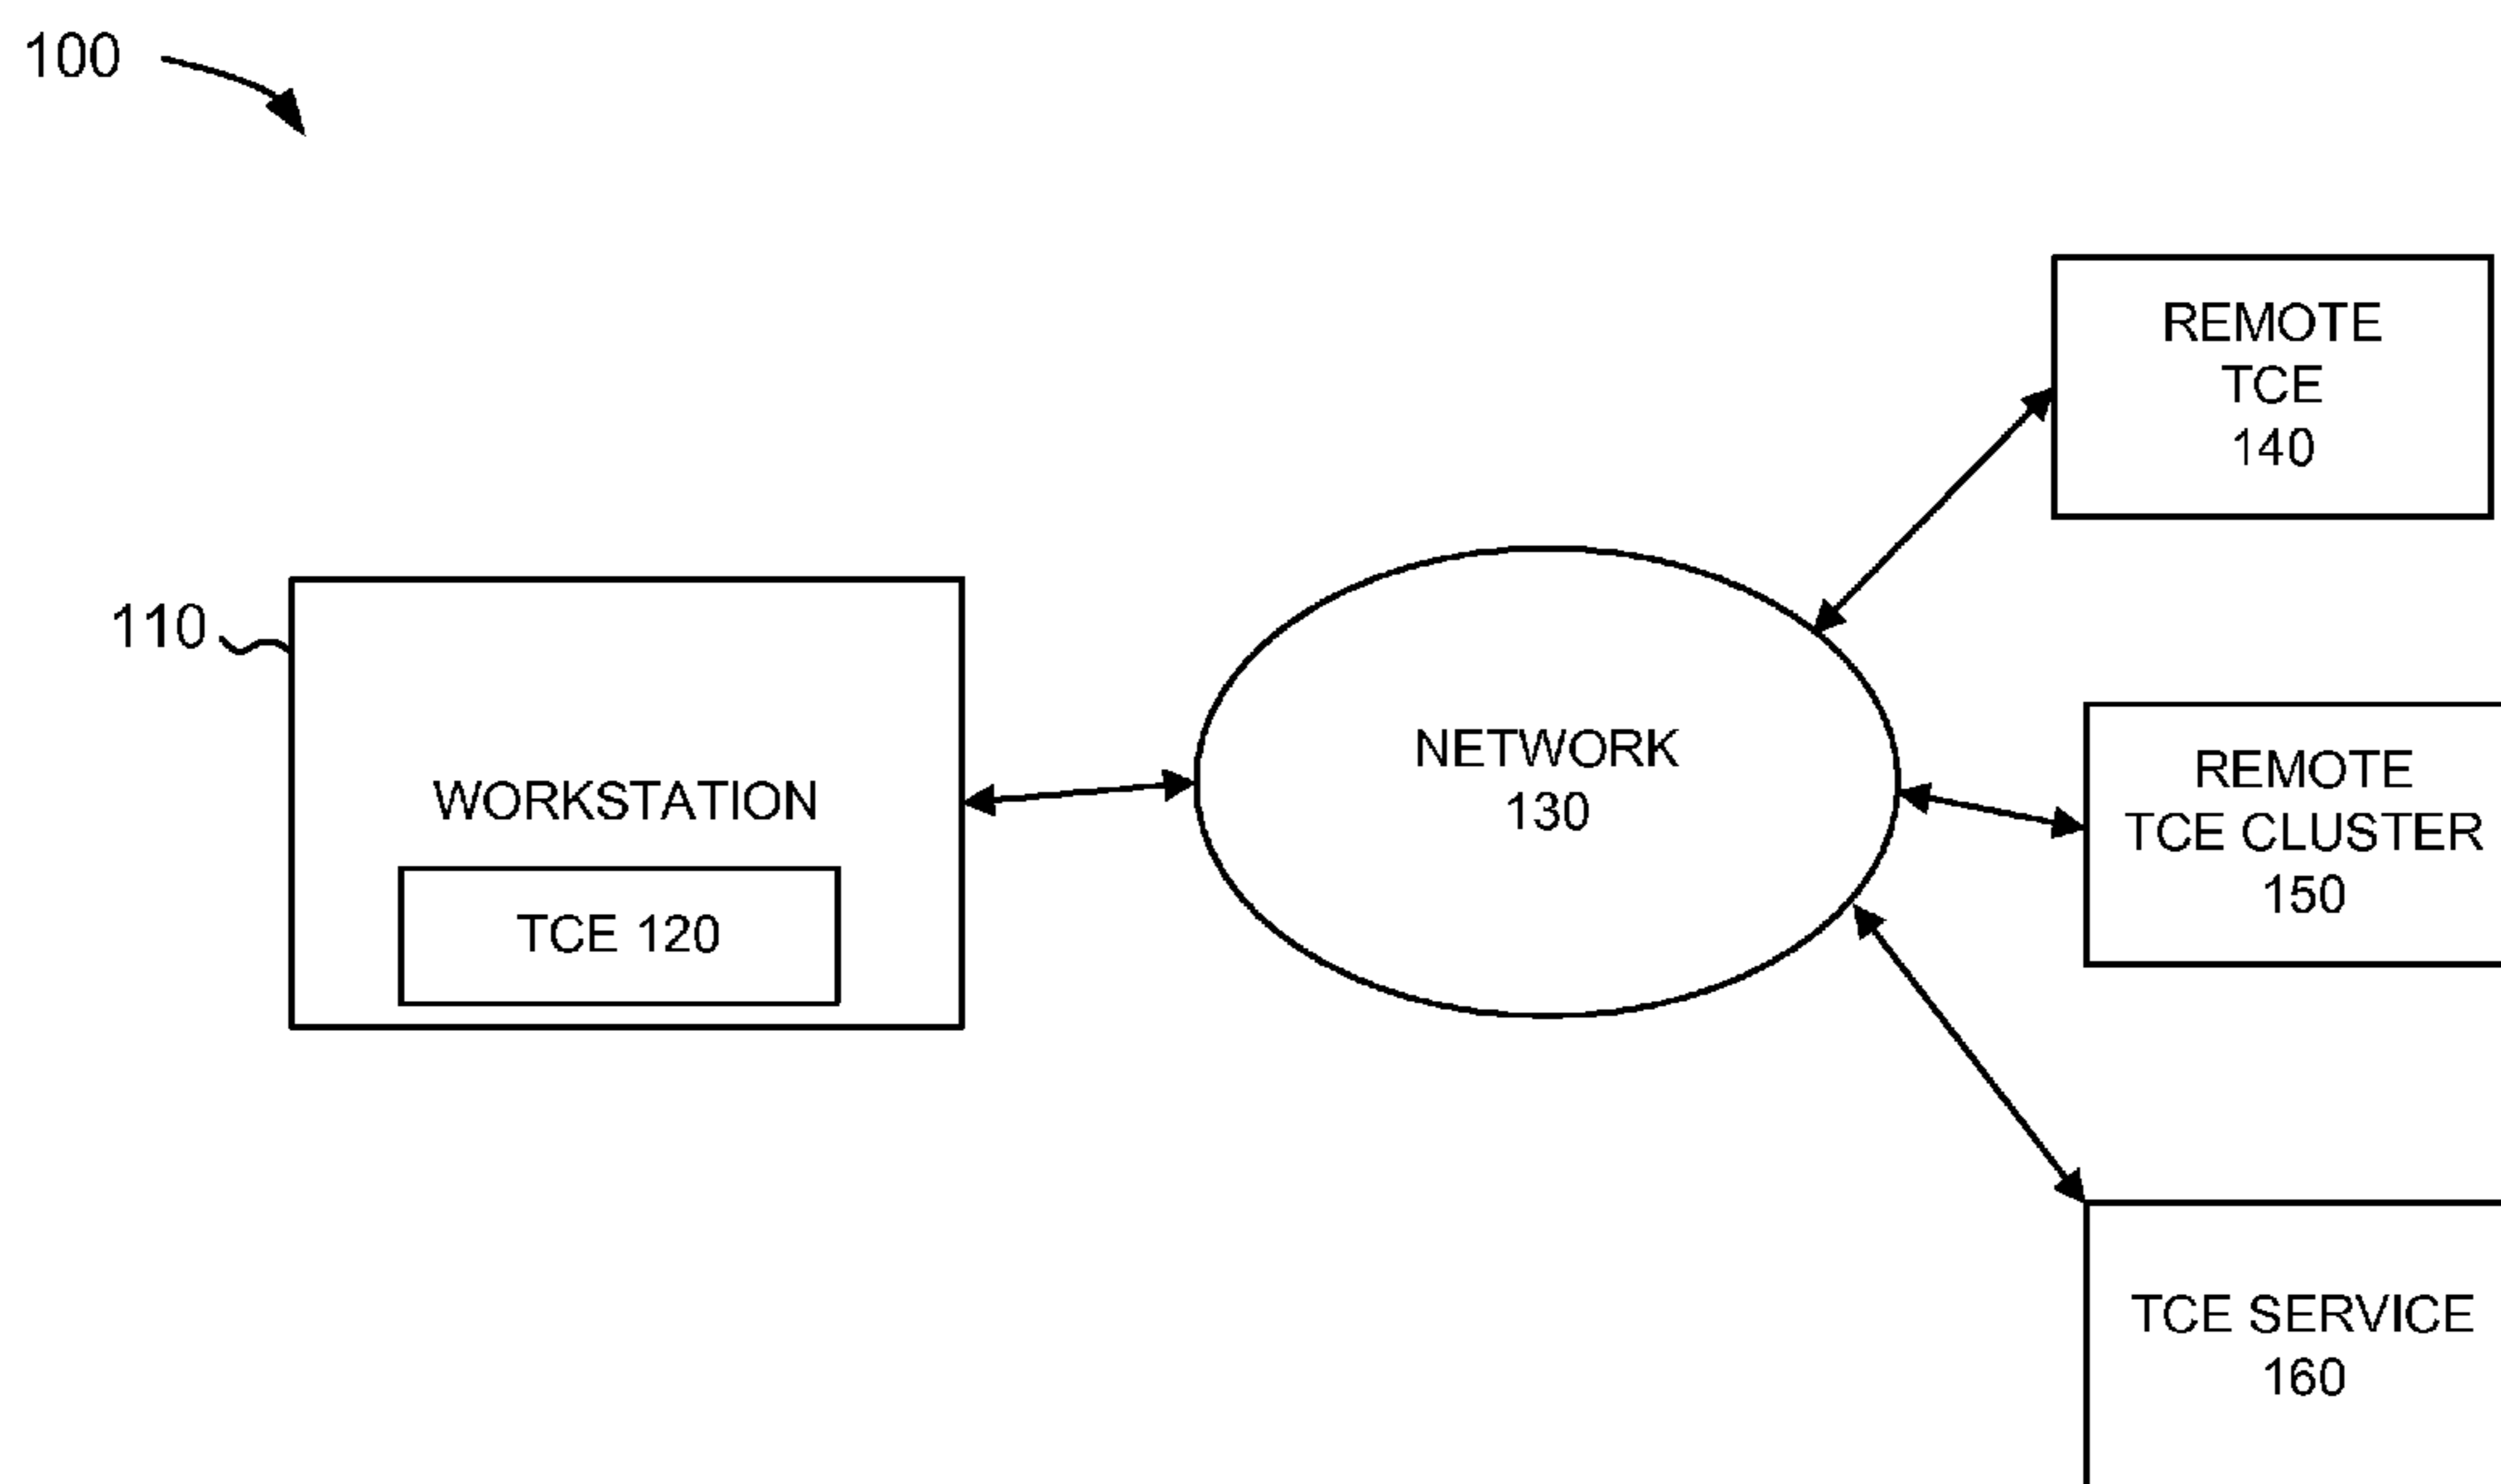 100
REMOTE
TCE
140
110
WORKSTATION
TCE 120
NETWORK
130
REMOTE
TCE CLUSTER
150
TCE SERVICE
160